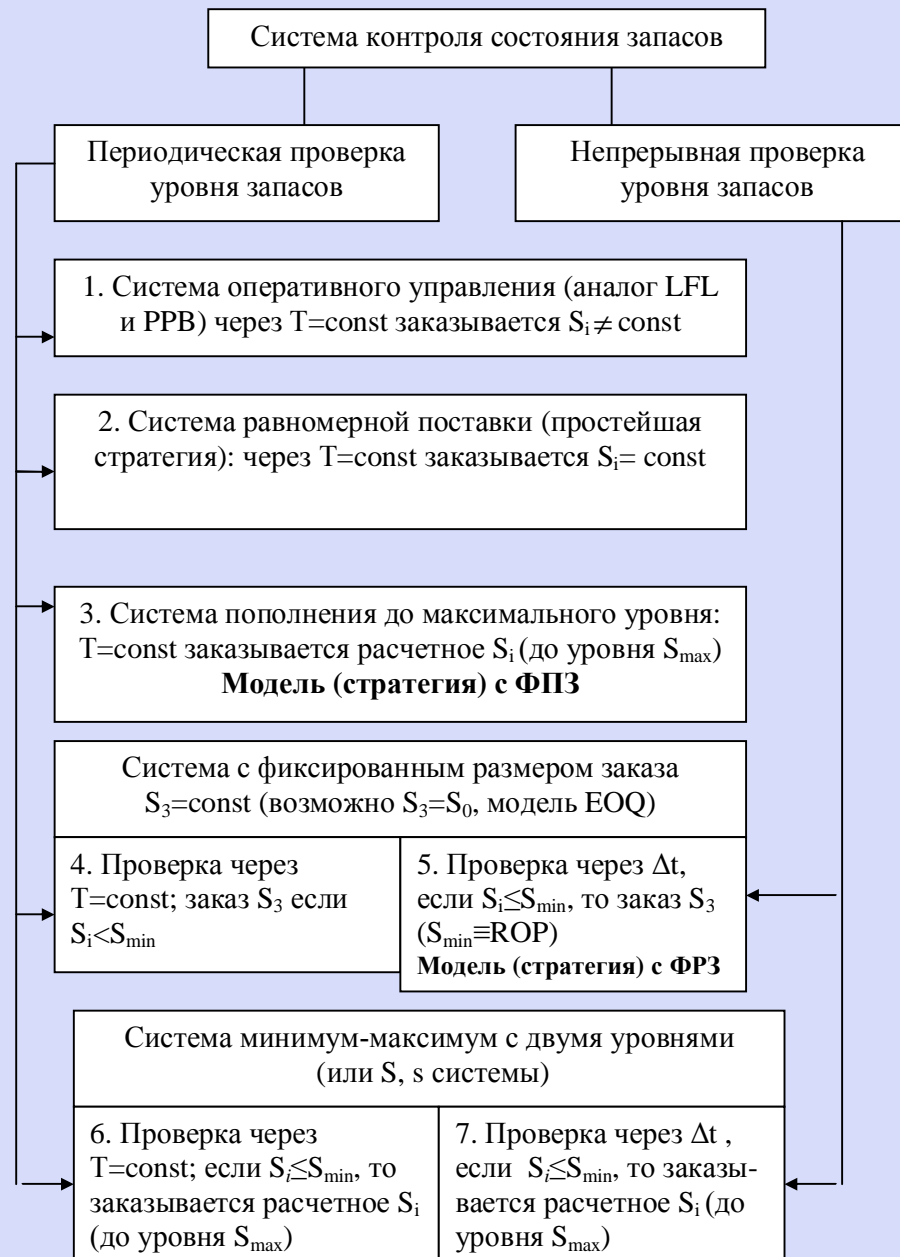 Система контроля состояния запасов
Периодическая проверка
уровня запасов
Непрерывная проверка
уровня запасов
1. Система оперативного управления (аналог LFL
и PPB) через T=const заказывается Sᵢ ≠ const
2. Система равномерной поставки (простейшая
стратегия): через T=const заказывается Sᵢ= const
3. Система пополнения до максимального уровня:
T=const заказывается расчетное Sᵢ (до уровня Smax)
Модель (стратегия) с ФПЗ
Система с фиксированным размером заказа
S₃=const (возможно S₃=S₀, модель EOQ)
4. Проверка через
T=const; заказ S₃ если
Sᵢ<Smin
5. Проверка через Δt,
если Sᵢ≤Smin, то заказ S₃
(Smin≡ROP)
Модель (стратегия) с ФРЗ
Система минимум-максимум с двумя уровнями
(или S, s системы)
6. Проверка через
T=const; если Sᵢ≤Smin, то
заказывается расчетное Sᵢ
(до уровня Smax)
7. Проверка через Δt ,
если Sᵢ≤Smin, то заказы-
вается расчетное Sᵢ (до
уровня Smax)